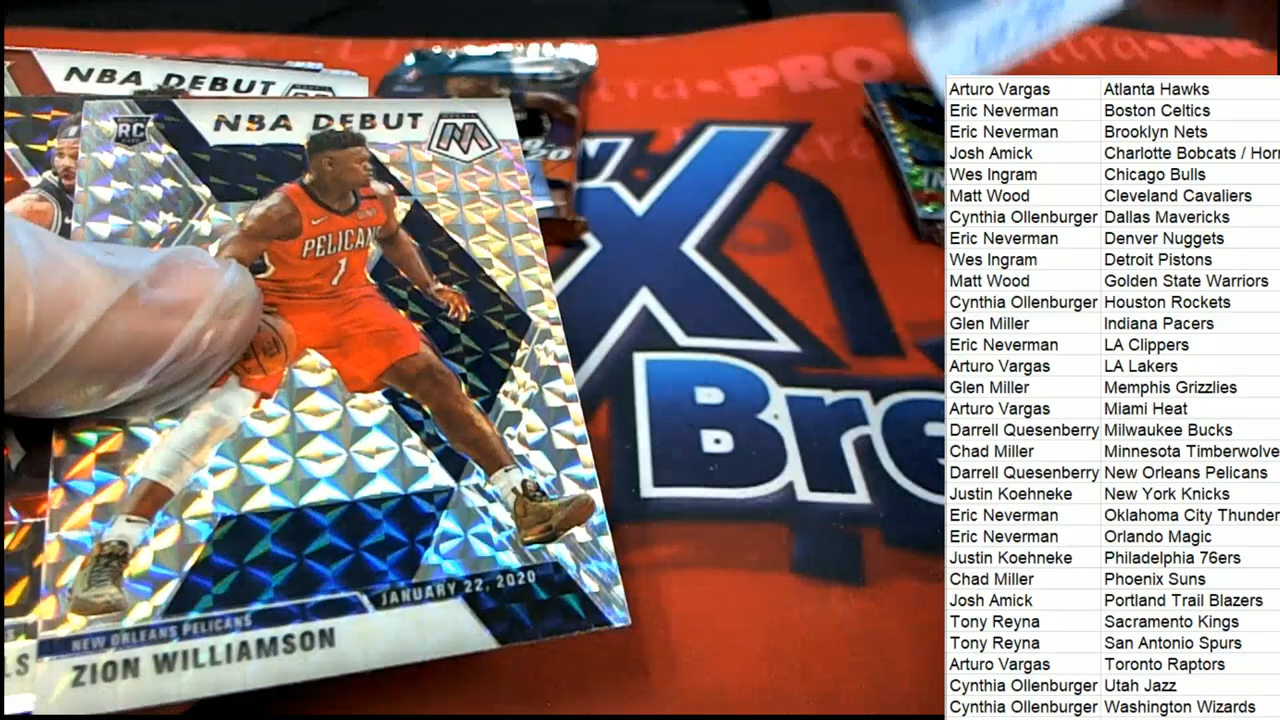 NBA DEBUT
RC
NBA DEBUT
PELICANS
1
JANUARY 22, 2020
NEW ORLEANS PELICANS
ZION WILLIAMSON
LS
PRO
X
Bre
Arturo Vargas Atlanta Hawks
Eric Neverman Boston Celtics
Eric Neverman Brooklyn Nets
Josh Amick Charlotte Bobcats / Horn
Wes Ingram Chicago Bulls
Matt Wood Cleveland Cavaliers
Cynthia Ollenburger Dallas Mavericks
Eric Neverman Denver Nuggets
Wes Ingram Detroit Pistons
Matt Wood Golden State Warriors
Cynthia Ollenburger Houston Rockets
Glen Miller Indiana Pacers
Eric Neverman LA Clippers
Arturo Vargas LA Lakers
Glen Miller Memphis Grizzlies
Arturo Vargas Miami Heat
Darrell Quesenberry Milwaukee Bucks
Chad Miller Minnesota Timberwolve
Darrell Quesenberry New Orleans Pelicans
Justin Koehneke New York Knicks
Eric Neverman Oklahoma City Thunder
Eric Neverman Orlando Magic
Justin Koehneke Philadelphia 76ers
Chad Miller Phoenix Suns
Josh Amick Portland Trail Blazers
Tony Reyna Sacramento Kings
Tony Reyna San Antonio Spurs
Arturo Vargas Toronto Raptors
Cynthia Ollenburger Utah Jazz
Cynthia Ollenburger Washington Wizards